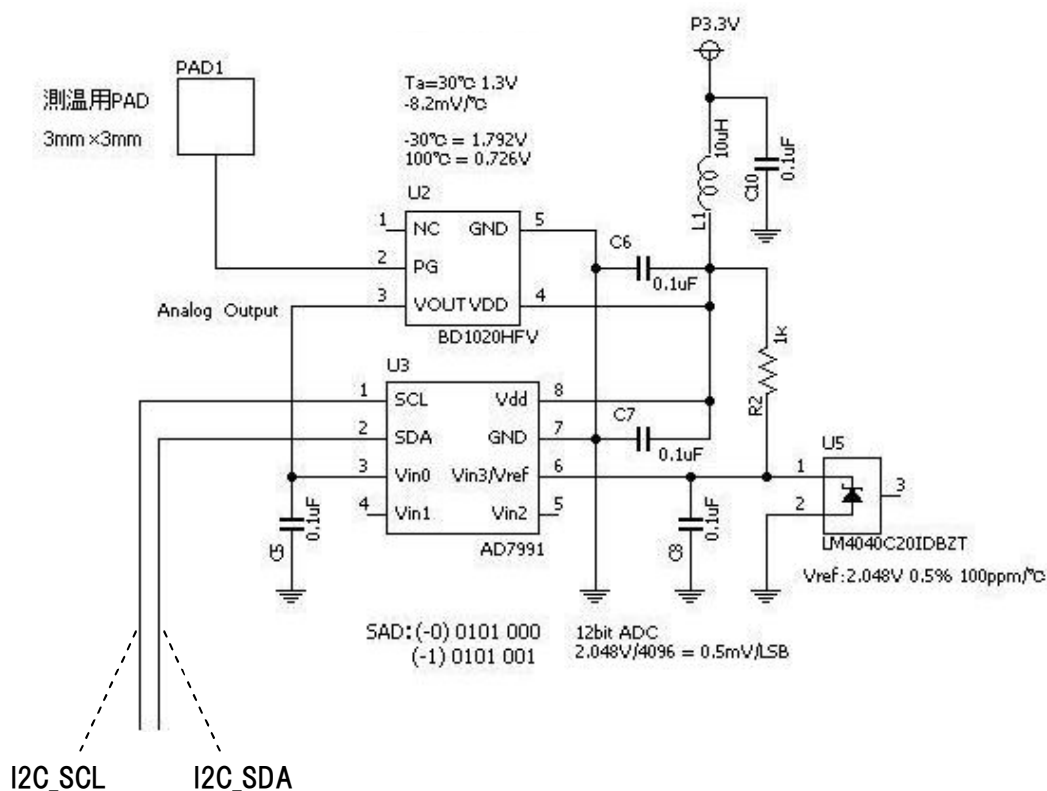 P3.3V
PAD1
測温用PAD
3mm×3mm
Ta=30℃ 1.3V
-8.2mV/℃
-30℃ = 1.792V
100℃ = 0.726V
10uH
L1
C10
0.1uF
U2
1 NC GND 5
2 PG
3 VOUT VDD 4
BD1020HFV
Analog Output
C6
0.1uF
1k
R2
U3
1 SCL Vdd 8
2 SDA GND 7
3 Vin0 Vin3/Vref 6
4 Vin1 Vin2 5
AD7991
C7
0.1uF
C5
0.1uF
0.1uF
U5
1
2
3
LM4040C20IDBZT
Vref:2.048V 0.5% 100ppm/℃
SAD:(-0) 0101 000
(-1) 0101 001
12bit ADC
2.048V/4096 = 0.5mV/LSB
I2C_SCL
I2C_SDA